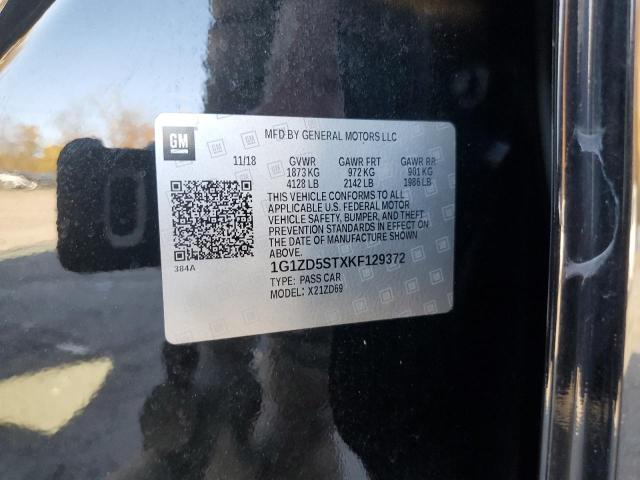 GM
MFD BY GENERAL MOTORS LLC
11/18 GVWR GAWR FRT GAWR RR
1873 KG 972 KG 901 KG
4128 LB 2142 LB 1986 LB
THIS VEHICLE CONFORMS TO ALL
APPLICABLE U.S. FEDERAL MOTOR
VEHICLE SAFETY, BUMPER, AND THEFT
PREVENTION STANDARDS IN EFFECT ON
THE DATE OF MANUFACTURE SHOWN
ABOVE.
384A
1G1ZD5STXKF129372
TYPE: PASS CAR
MODEL: X21ZD69